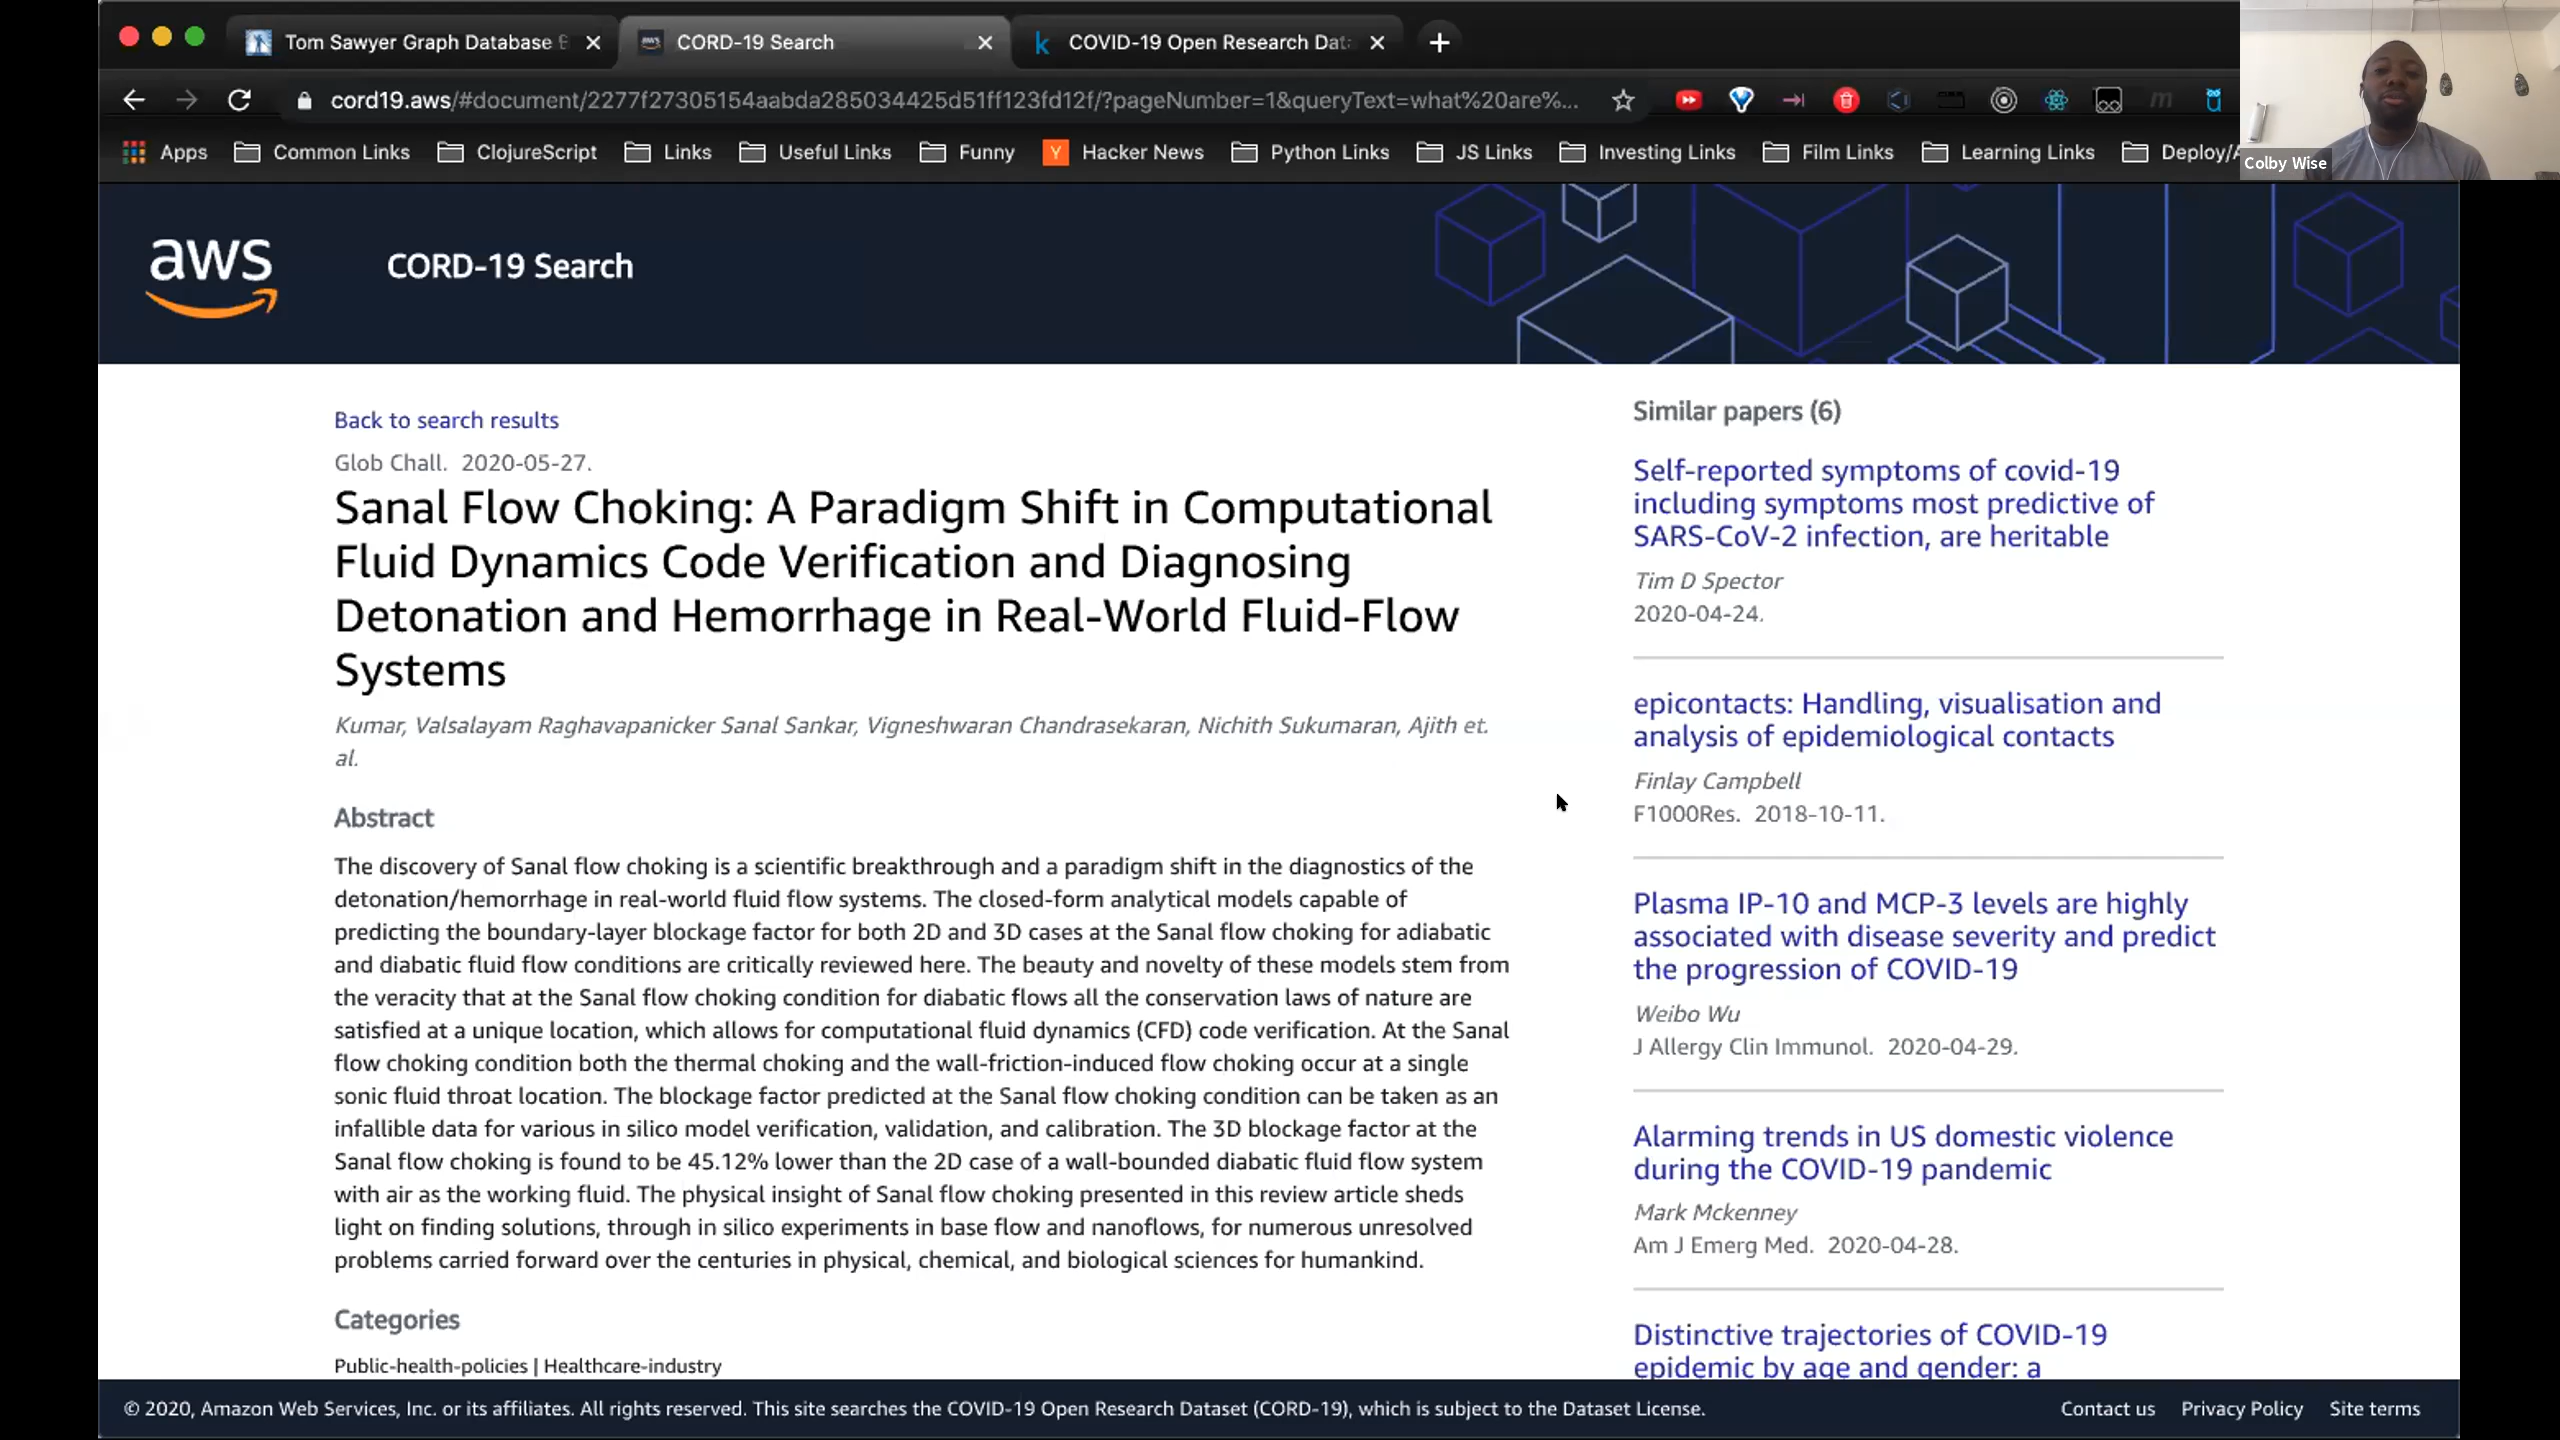 Tom Sawyer Graph Database
CORD-19 Search
COVID-19 Open Research Dat
cord19.aws/#document/2277f27305154aabda285034425d51ff123fd12f/?pageNumber=1&queryText=what%20are%...
Colby Wise
Apps
Common Links
ClojureScript
Links
Useful Links
Funny
Hacker News
Python Links
JS Links
Investing Links
Film Links
Learning Links
Deploy/
aws
CORD-19 Search
Back to search results
Glob Chall. 2020-05-27.
Sanal Flow Choking: A Paradigm Shift in Computational
Fluid Dynamics Code Verification and Diagnosing
Detonation and Hemorrhage in Real-World Fluid-Flow
Systems
Kumar, Valsalayam Raghavapanicker Sanal Sankar, Vigneshwaran Chandrasekaran, Nichith Sukumaran, Ajith et.
al.
Abstract
The discovery of Sanal flow choking is a scientific breakthrough and a paradigm shift in the diagnostics of the
detonation/hemorrhage in real-world fluid flow systems. The closed-form analytical models capable of
predicting the boundary-layer blockage factor for both 2D and 3D cases at the Sanal flow choking for adiabatic
and diabatic fluid flow conditions are critically reviewed here. The beauty and novelty of these models stem from
the veracity that at the Sanal flow choking condition for diabatic flows all the conservation laws of nature are
satisfied at a unique location, which allows for computational fluid dynamics (CFD) code verification. At the Sanal
flow choking condition both the thermal choking and the wall-friction-induced flow choking occur at a single
sonic fluid throat location. The blockage factor predicted at the Sanal flow choking condition can be taken as an
infallible data for various in silico model verification, validation, and calibration. The 3D blockage factor at the
Sanal flow choking is found to be 45.12% lower than the 2D case of a wall-bounded diabatic fluid flow system
with air as the working fluid. The physical insight of Sanal flow choking presented in this review article sheds
light on finding solutions, through in silico experiments in base flow and nanoflows, for numerous unresolved
problems carried forward over the centuries in physical, chemical, and biological sciences for humankind.
Categories
Public-health-policies | Healthcare-industry
Similar papers (6)
Self-reported symptoms of covid-19
including symptoms most predictive of
SARS-CoV-2 infection, are heritable
Tim D Spector
2020-04-24.
epicontacts: Handling, visualisation and
analysis of epidemiological contacts
Finlay Campbell
F1000Res. 2018-10-11.
Plasma IP-10 and MCP-3 levels are highly
associated with disease severity and predict
the progression of COVID-19
Weibo Wu
J Allergy Clin Immunol. 2020-04-29.
Alarming trends in US domestic violence
during the COVID-19 pandemic
Mark Mckenney
Am J Emerg Med. 2020-04-28.
Distinctive trajectories of COVID-19
epidemic by age and gender: a
© 2020, Amazon Web Services, Inc. or its affiliates. All rights reserved. This site searches the COVID-19 Open Research Dataset (CORD-19), which is subject to the Dataset License.
Contact us
Privacy Policy
Site terms